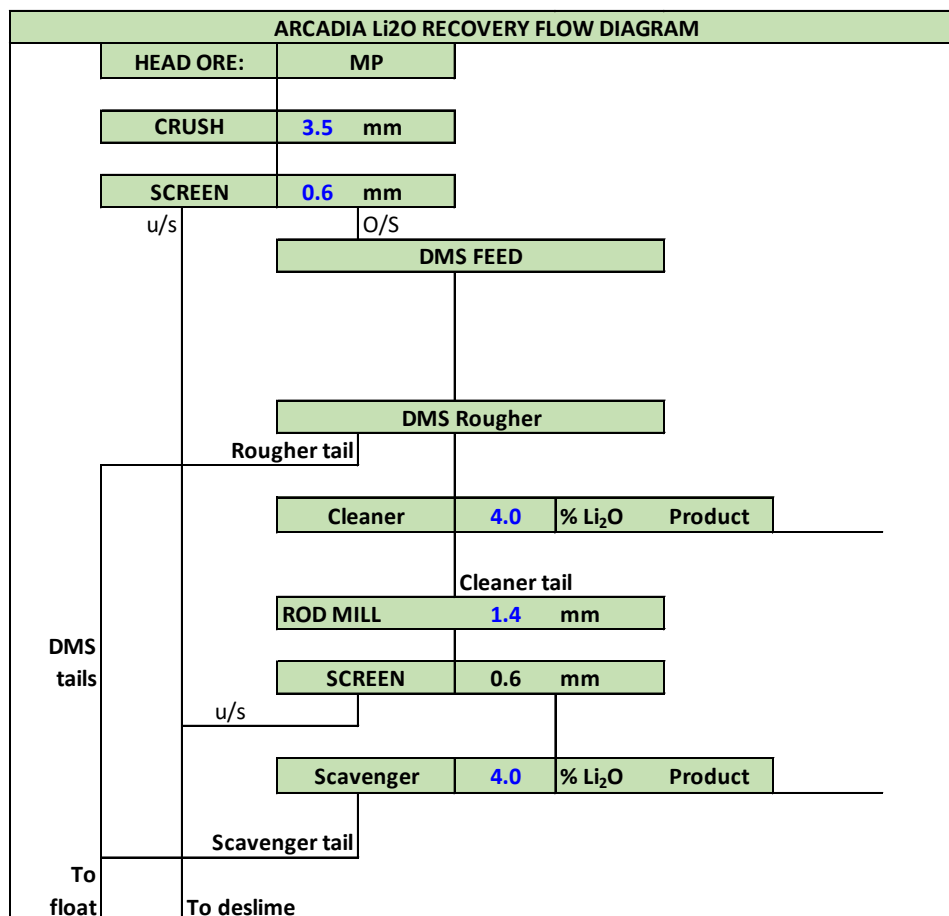 ARCADIA Li2O RECOVERY FLOW DIAGRAM
HEAD ORE: MP
CRUSH 3.5 mm
SCREEN 0.6 mm
u/s O/S
DMS FEED
DMS Rougher
Rougher tail
Cleaner 4.0 % Li₂O Product
Cleaner tail
ROD MILL 1.4 mm
DMS
tails
SCREEN 0.6 mm
u/s
Scavenger 4.0 % Li₂O Product
Scavenger tail
To
float
To deslime